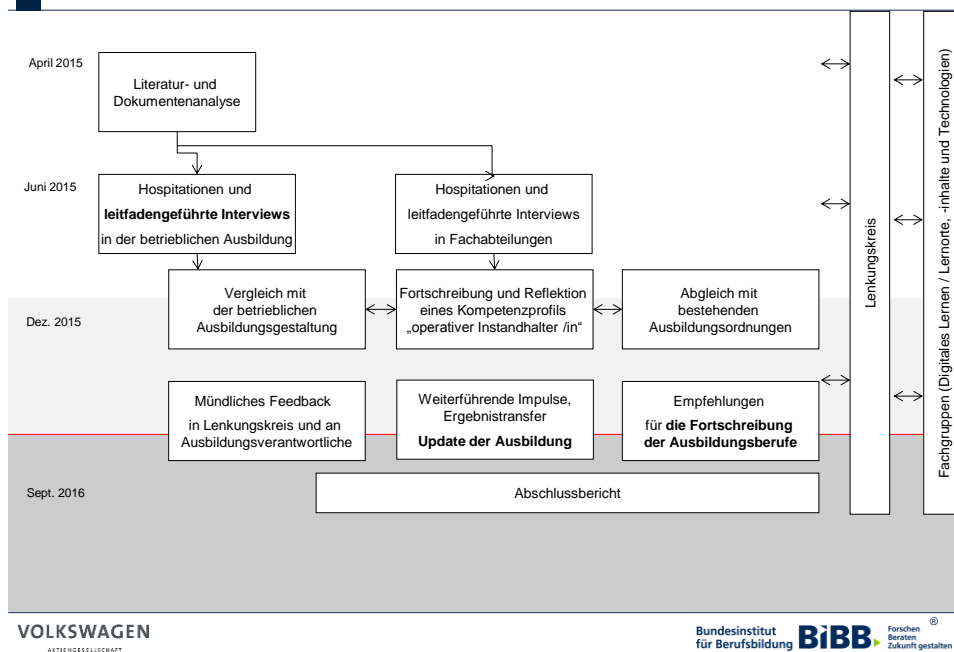 April 2015
Literatur- und
Dokumentenanalyse
Juni 2015
Hospitationen und
leitfadengeführte Interviews
in der betrieblichen Ausbildung
Hospitationen und
leitfadengeführte Interviews
in Fachabteilungen
Dez. 2015
Vergleich mit
der betrieblichen
Ausbildungsgestaltung
Fortschreibung und Reflektion
eines Kompetenzprofils
„operativer Instandhalter /in“
Abgleich mit
bestehenden
Ausbildungsordnungen
Mündliches Feedback
in Lenkungskreis und an
Ausbildungsverantwortliche
Weiterführende Impulse,
Ergebnistransfer
Update der Ausbildung
Empfehlungen
für die Fortschreibung
der Ausbildungsberufe
Sept. 2016
Abschlussbericht
Lenkungskreis
Fachgruppen (Digitales Lernen / Lernorte, -inhalte und Technologien)
VOLKSWAGEN
AKTIENGESELLSCHAFT
Bundesinstitut
für Berufsbildung
BiBB
Forschen
Beraten
Zukunft gestalten
®